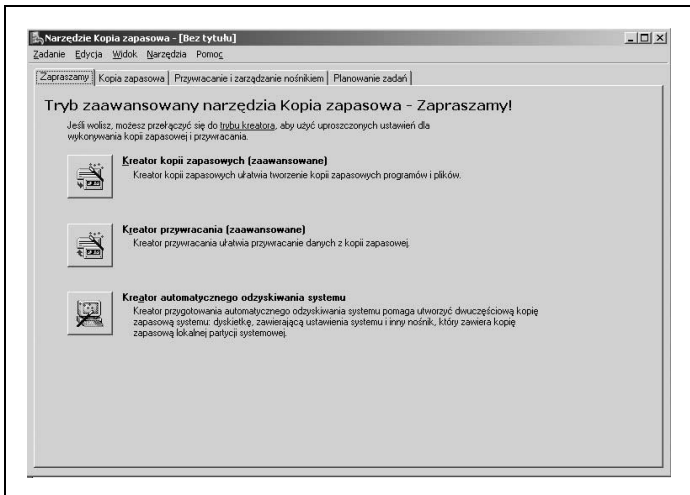 Narzędzie Kopia zapasowa - [Bez tytułu]
Zadanie Edycja Widok Narzędzia Pomoc
Zapraszamy Kopia zapasowa Przywracanie i zarządzanie nośnikiem Planowanie zadań
Tryb zaawansowany narzędzia Kopia zapasowa - Zapraszamy!
Jeśli wolisz, możesz przełączyć się do trybu kreatora, aby użyć uproszczonych ustawień dla
wykonywania kopii zapasowej i przywracania.
Kreator kopii zapasowych (zaawansowane)
Kreator kopii zapasowych ułatwia tworzenie kopii zapasowych programów i plików.
Kreator przywracania (zaawansowane)
Kreator przywracania ułatwia przywracanie danych z kopii zapasowej.
Kreator automatycznego odzyskiwania systemu
Kreator przygotowania automatycznego odzyskiwania systemu pomaga utworzyć dwuczęściową kopię
zapasową systemu: dyskietkę, zawierającą ustawienia systemu i inny nośnik, który zawiera kopię
zapasową lokalnej partycji systemowej.